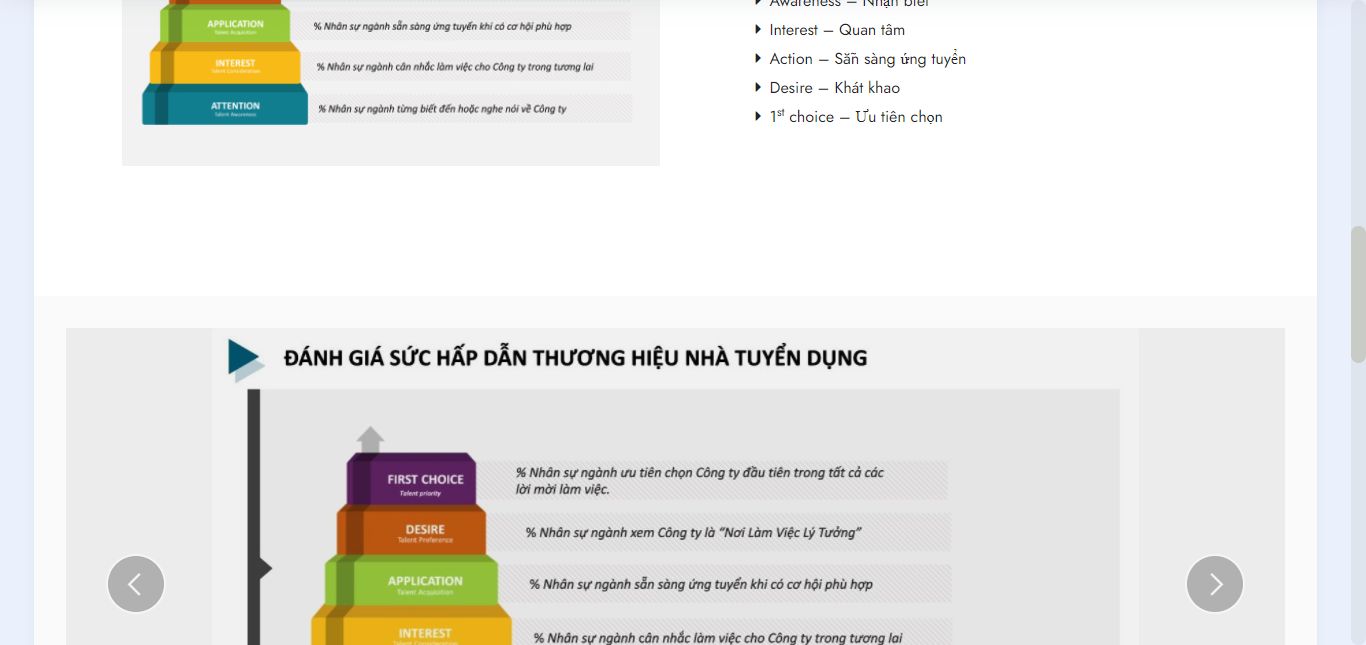 Awareness – Nhận biết
APPLICATION
Talent Acquisition
% Nhân sự ngành sẵn sàng ứng tuyển khi có cơ hội phù hợp
INTEREST
Talent Consideration
% Nhân sự ngành cân nhắc làm việc cho Công ty trong tương lai
ATTENTION
Talent Awareness
% Nhân sự ngành từng biết đến hoặc nghe nói về Công ty
Interest – Quan tâm
Action – Sẵn sàng ứng tuyển
Desire – Khát khao
1st choice – Ưu tiên chọn
ĐÁNH GIÁ SỨC HẤP DẪN THƯƠNG HIỆU NHÀ TUYỂN DỤNG
FIRST CHOICE
Talent priority
% Nhân sự ngành ưu tiên chọn Công ty đầu tiên trong tất cả các
lời mời làm việc.
DESIRE
Talent Preference
% Nhân sự ngành xem Công ty là “Nơi Làm Việc Lý Tưởng”
APPLICATION
Talent Acquisition
% Nhân sự ngành sẵn sàng ứng tuyển khi có cơ hội phù hợp
INTEREST
Talent Consideration
% Nhân sự ngành cân nhắc làm việc cho Công ty trong tương lai